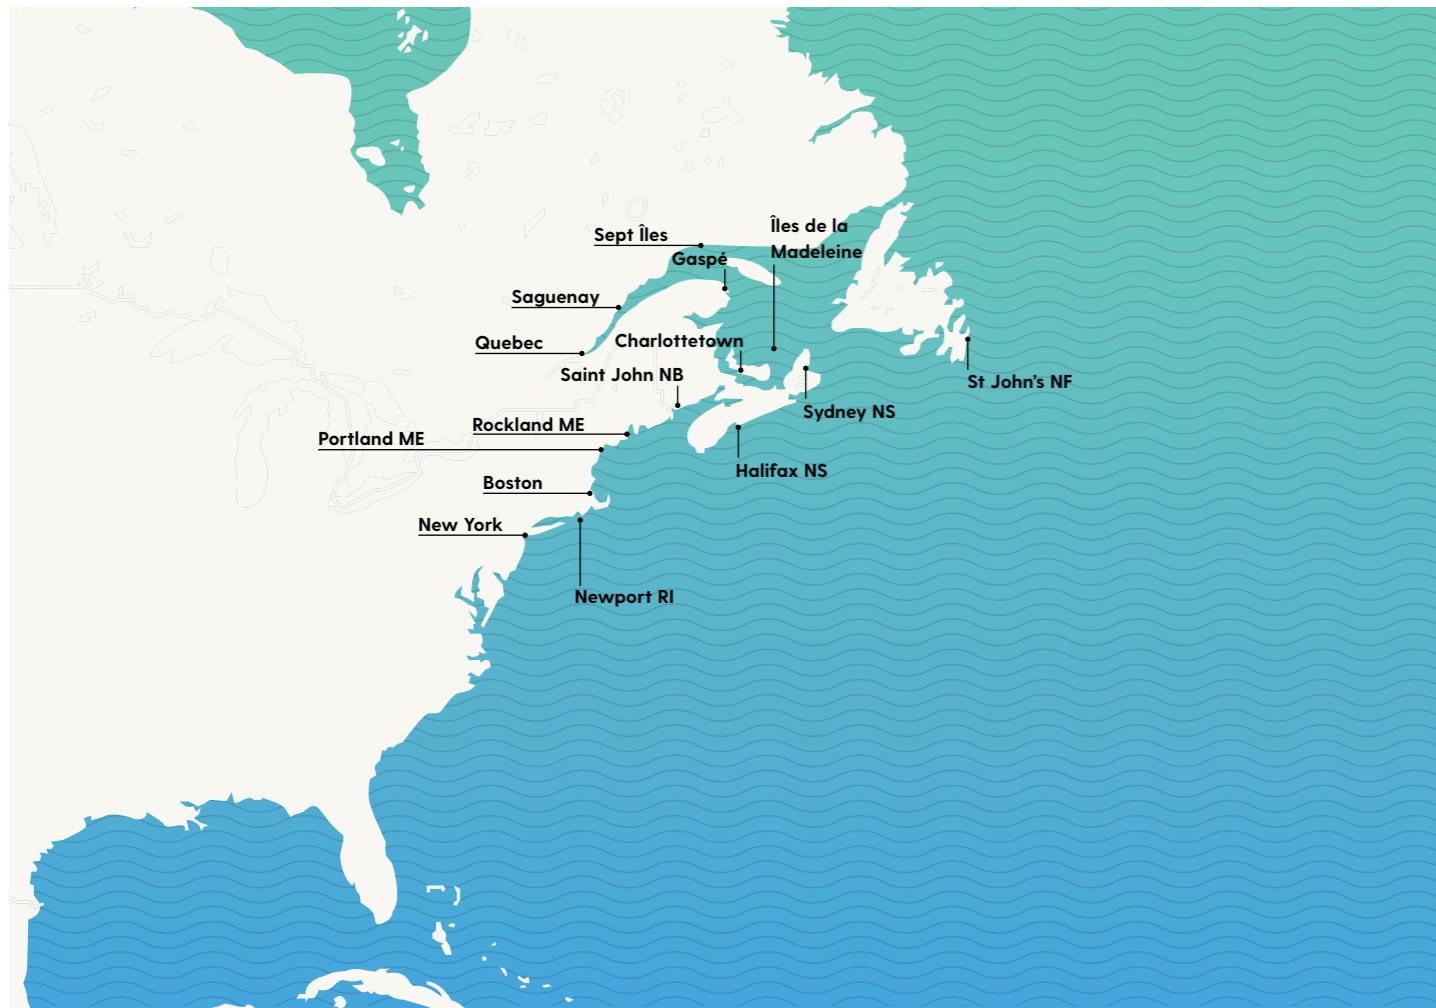 Îles de la
Madeleine
Sept Îles
Gaspé
Saguenay
Quebec
Charlottetown
Saint John NB
St John’s NF
Sydney NS
Rockland ME
Portland ME
Halifax NS
Boston
New York
Newport RI